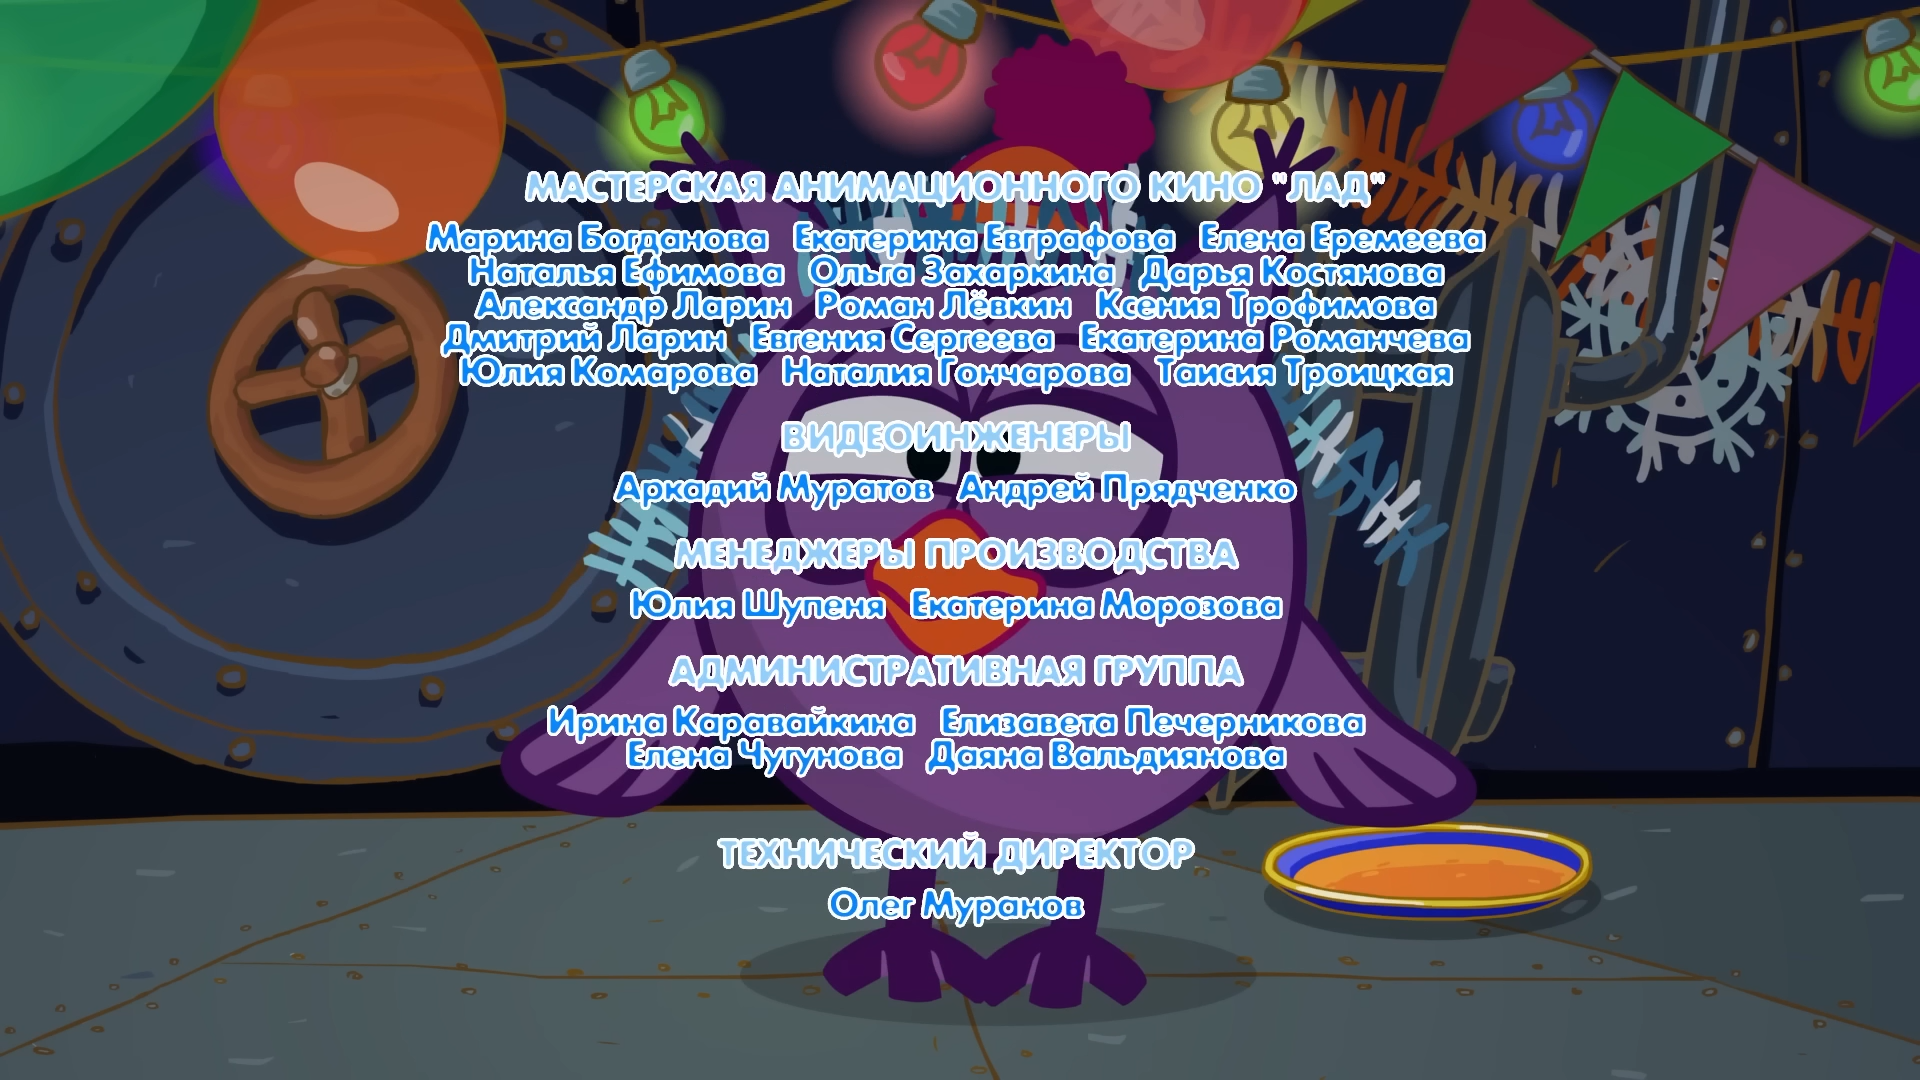 МАСТЕРСКАЯ АНИМАЦИОННОГО КИНО "ЛАД"
Марина Богданова Екатерина Евграфова Елена Еремеева
Наталья Ефимова Ольга Захаркина Дарья Костянова
Александр Ларин Роман Лёвкин Ксения Трофимова
Дмитрий Ларин Евгения Сергеева Екатерина Романчева
Юлия Комарова Наталия Гончарова Таисия Троицкая
ВИДЕОИНЖЕНЕРЫ
Аркадий Муратов Андрей Прядченко
МЕНЕДЖЕРЫ ПРОИЗВОДСТВА
Юлия Шупеня Екатерина Морозова
АДМИНИСТРАТИВНАЯ ГРУППА
Ирина Каравайкина Елизавета Печерникова
Елена Чугунова Даяна Вальдиянова
ТЕХНИЧЕСКИЙ ДИРЕКТОР
Олег Муранов